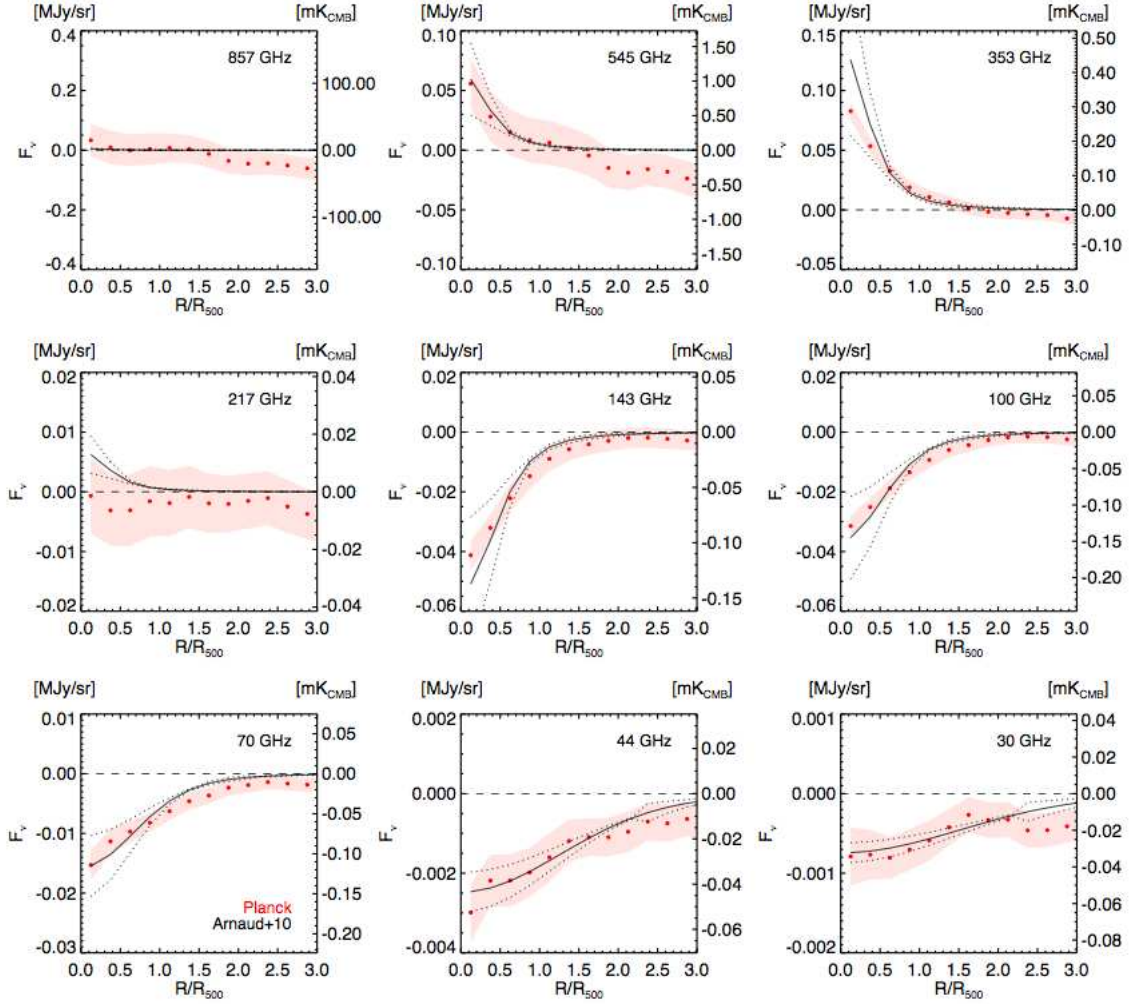 [MJy/sr] [mK_CMB] [MJy/sr] [mK_CMB] [MJy/sr] [mK_CMB]
857 GHz 545 GHz 353 GHz
0.4 0.2 0.0 -0.2 -0.4
100.00 0.00 -100.00
0.10 0.05 0.00 -0.05 -0.10
1.50 1.00 0.50 0.00 -0.50 -1.00 -1.50
0.15 0.10 0.05 0.00 -0.05
0.50 0.40 0.30 0.20 0.10 0.00 -0.10
F_ν F_ν F_ν
0.0 0.5 1.0 1.5 2.0 2.5 3.0 0.0 0.5 1.0 1.5 2.0 2.5 3.0 0.0 0.5 1.0 1.5 2.0 2.5 3.0
R/R_500 R/R_500 R/R_500
[MJy/sr] [mK_CMB] [MJy/sr] [mK_CMB] [MJy/sr] [mK_CMB]
217 GHz 143 GHz 100 GHz
0.02 0.01 0.00 -0.01 -0.02
0.04 0.02 0.00 -0.02 -0.04
0.02 0.00 -0.02 -0.04 -0.06
0.05 0.00 -0.05 -0.10 -0.15
0.02 0.00 -0.02 -0.04 -0.06
0.05 0.00 -0.05 -0.10 -0.15 -0.20
F_ν F_ν F_ν
0.0 0.5 1.0 1.5 2.0 2.5 3.0 0.0 0.5 1.0 1.5 2.0 2.5 3.0 0.0 0.5 1.0 1.5 2.0 2.5 3.0
R/R_500 R/R_500 R/R_500
[MJy/sr] [mK_CMB] [MJy/sr] [mK_CMB] [MJy/sr] [mK_CMB]
70 GHz 44 GHz 30 GHz
0.01 0.00 -0.01 -0.02 -0.03
0.05 0.00 -0.05 -0.10 -0.15 -0.20
0.002 0.000 -0.002 -0.004
0.02 0.00 -0.02 -0.04 -0.06
0.001 0.000 -0.001 -0.002
0.04 0.02 0.00 -0.02 -0.04 -0.06 -0.08
F_ν F_ν F_ν
Planck
Arnaud+10
0.0 0.5 1.0 1.5 2.0 2.5 3.0 0.0 0.5 1.0 1.5 2.0 2.5 3.0 0.0 0.5 1.0 1.5 2.0 2.5 3.0
R/R_500 R/R_500 R/R_500